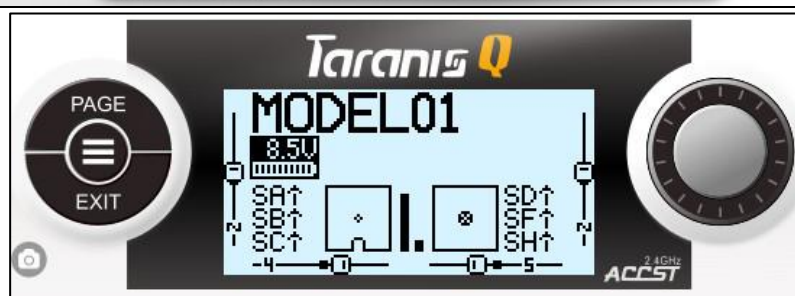 Taranis Q
PAGE
EXIT
MODEL01
8.5V
SA↑ SD↑
SB↑ SF↑
SC↑ SH↑
N N
-4 5-
2.4GHz
ACCST